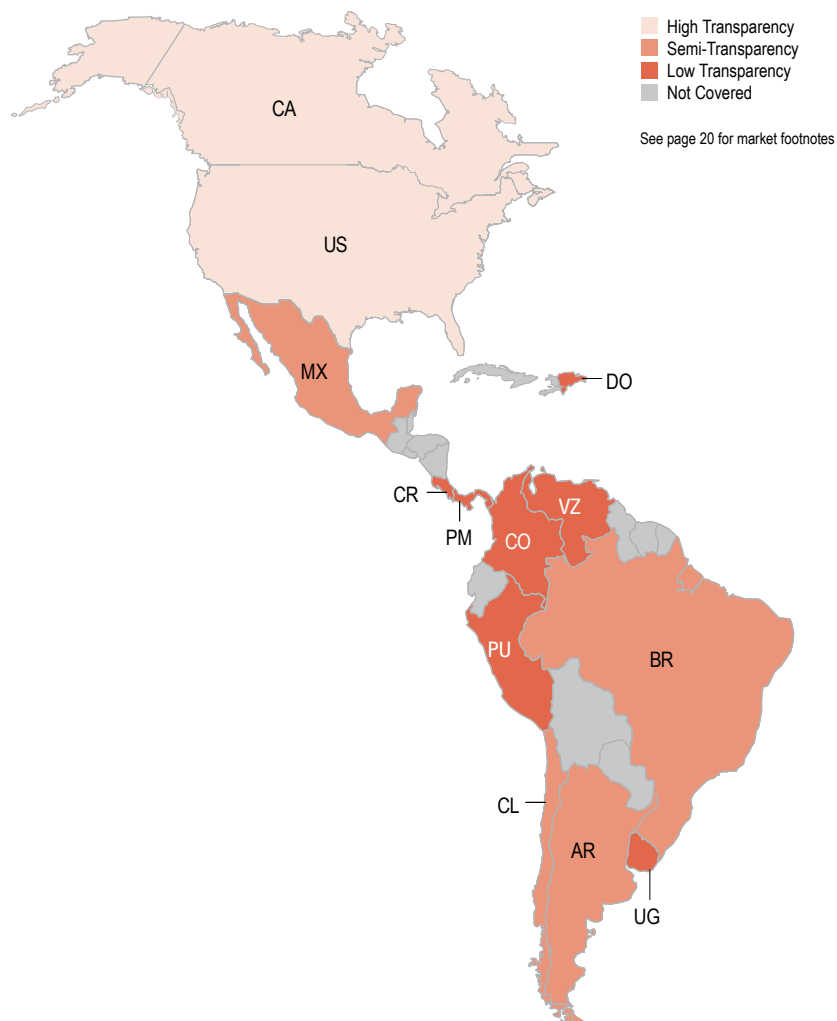 High Transparency
Semi-Transparency
Low Transparency
Not Covered
See page 20 for market footnotes
CA
US
MX
DO
CR
PM
VZ
CO
PU
BR
CL
AR
UG